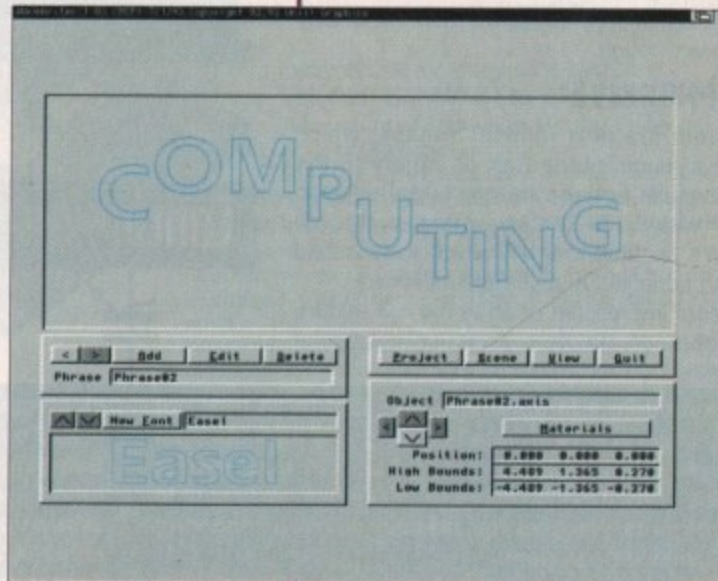 COMPUTING
< > Add Edit Delete
Project Scene View Quit
Phrase Phrase02
Object Phrase02.axis
New Font Easel
Materials
Easel
Position: 0.000 0.000 0.000
High Bounds: 4.489 1.365 0.270
Low Bounds: -4.489 -1.365 -0.270